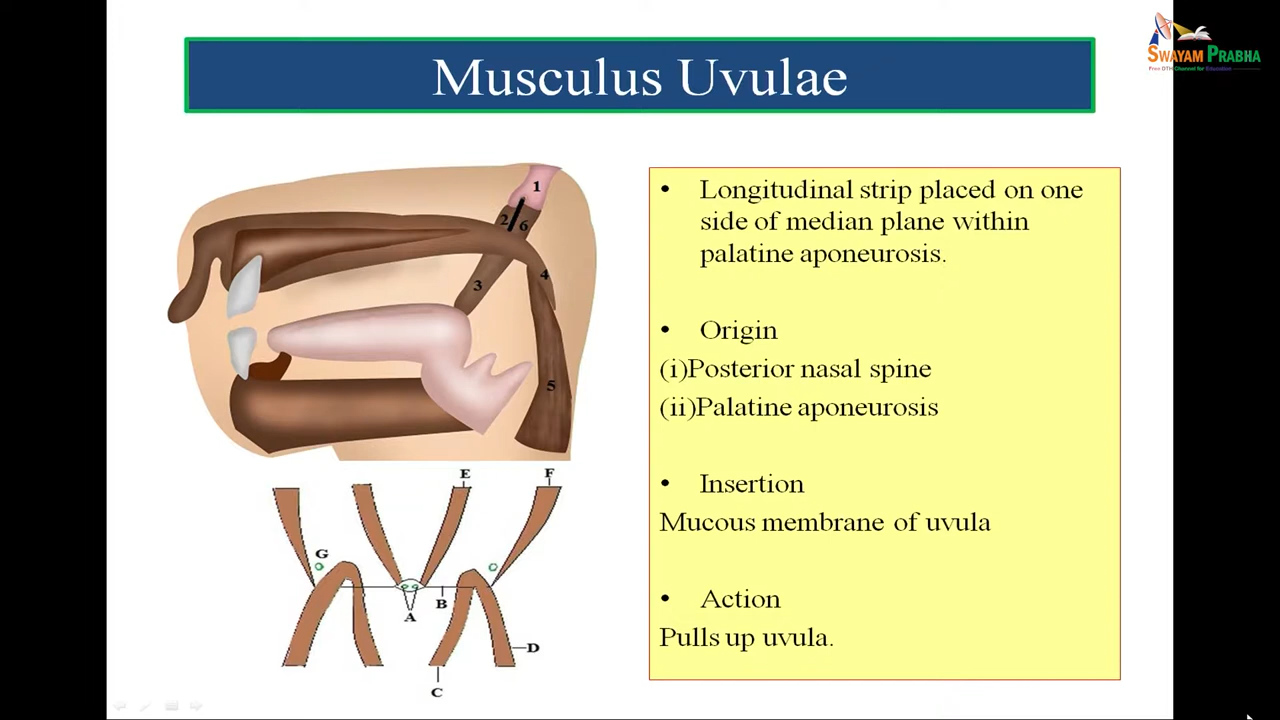 SWAYAM PRABHA
Free DTH Channel for Education
Musculus Uvulae
1
2
6
3
4
5
E
F
G
B
A
D
C
• Longitudinal strip placed on one
side of median plane within
palatine aponeurosis.
• Origin
(i)Posterior nasal spine
(ii)Palatine aponeurosis
• Insertion
Mucous membrane of uvula
• Action
Pulls up uvula.